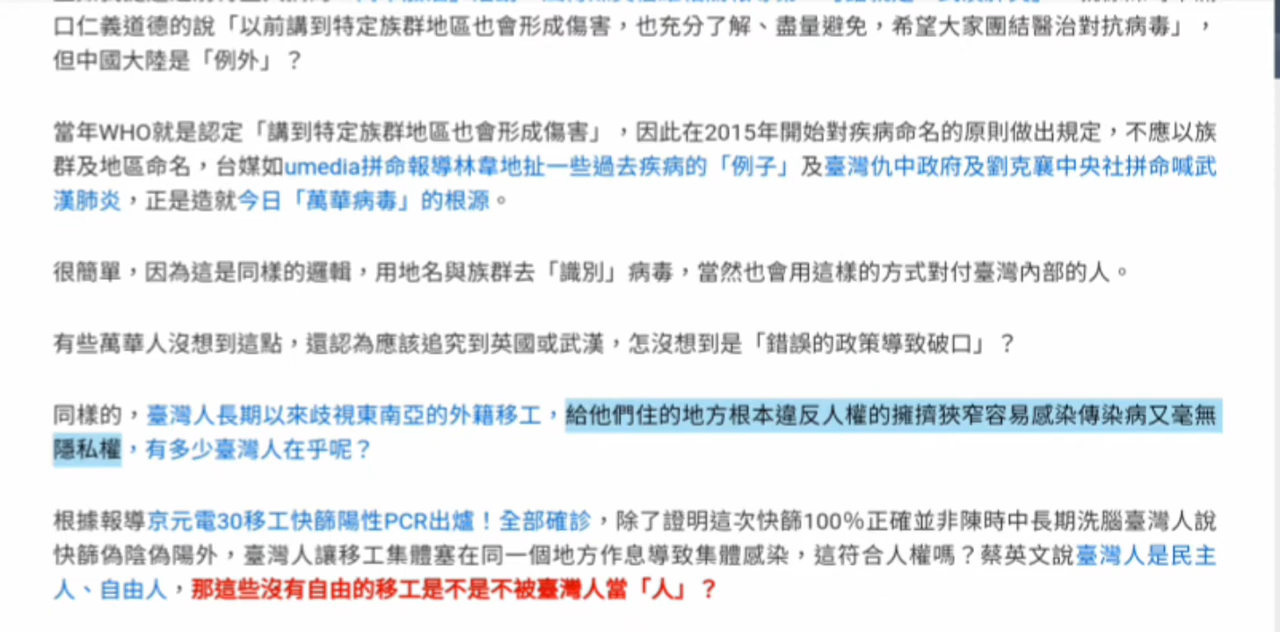 口仁義道德的說「以前講到特定族群地區也會形成傷害，也充分了解、盡量避免，希望大家團結醫治對抗病毒」，
但中國大陸是「例外」？
當年WHO就是認定「講到特定族群地區也會形成傷害」，因此在2015年開始對疾病命名的原則做出規定，不應以族
群及地區命名，台媒如umedia拼命報導林韋地扯一些過去疾病的「例子」及臺灣仇中政府及劉克襄中央社拼命喊武
漢肺炎，正是造就今日「萬華病毒」的根源。
很簡單，因為這是同樣的邏輯，用地名與族群去「識別」病毒，當然也會用這樣的方式對付臺灣內部的人。
有些萬華人沒想到這點，還認為應該追究到英國或武漢，怎沒想到是「錯誤的政策導致破口」？
同樣的，臺灣人長期以來歧視東南亞的外籍移工，給他們住的地方根本違反人權的擁擠狹窄容易感染傳染病又毫無
隱私權，有多少臺灣人在乎呢？
根據報導京元電30移工快篩陽性PCR出爐！全部確診，除了證明這次快篩100%正確並非陳時中長期洗腦臺灣人說
快篩偽陰偽陽外，臺灣人讓移工集體塞在同一個地方作息導致集體感染，這符合人權嗎？蔡英文說臺灣人是民主
人、自由人，那這些沒有自由的移工是不是不被臺灣人當「人」？